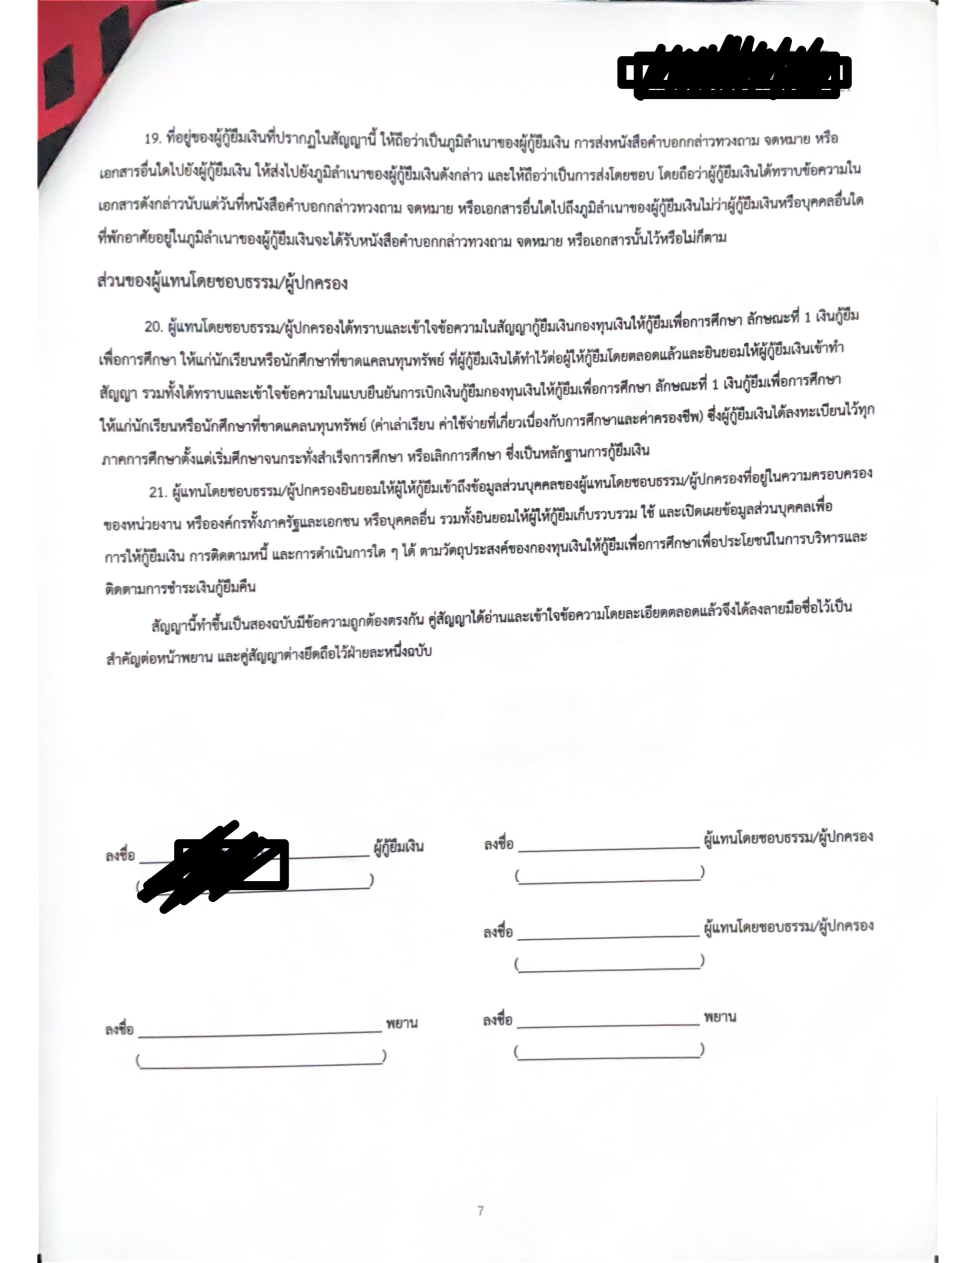 19. ที่อยู่ของผู้กู้ยืมเงินที่ปรากฏในสัญญานี้ ให้ถือว่าเป็นภูมิลำเนาของผู้กู้ยืมเงิน การส่งหนังสือคำบอกกล่าวทวงถาม จดหมาย หรือ
เอกสารอื่นใดไปยังผู้กู้ยืมเงิน ให้ส่งไปยังภูมิลำเนาของผู้กู้ยืมเงินดังกล่าว และให้ถือว่าเป็นการส่งโดยชอบ โดยถือว่าผู้กู้ยืมเงินได้ทราบข้อความใน
เอกสารดังกล่าวนับแต่วันที่หนังสือคำบอกกล่าวทวงถาม จดหมาย หรือเอกสารอื่นใดไปถึงภูมิลำเนาของผู้กู้ยืมเงินไม่ว่าผู้กู้ยืมเงินหรือบุคคลอื่นใด
ที่พักอาศัยอยู่ในภูมิลำเนาของผู้กู้ยืมเงินจะได้รับหนังสือคำบอกกล่าวทวงถาม จดหมาย หรือเอกสารนั้นไว้หรือไม่ก็ตาม
ส่วนของผู้แทนโดยชอบธรรม/ผู้ปกครอง
20. ผู้แทนโดยชอบธรรม/ผู้ปกครองได้ทราบและเข้าใจข้อความในสัญญากู้ยืมเงินกองทุนเงินให้กู้ยืมเพื่อการศึกษา ลักษณะที่ 1 เงินกู้ยืม
เพื่อการศึกษา ให้แก่นักเรียนหรือนักศึกษาที่ขาดแคลนทุนทรัพย์ ที่ผู้กู้ยืมเงินได้ทำไว้ต่อผู้ให้กู้ยืมโดยตลอดแล้วและยินยอมให้ผู้กู้ยืมเงินเข้าทำ
สัญญา รวมทั้งได้ทราบและเข้าใจข้อความในแบบยืนยันการเบิกเงินกู้ยืมกองทุนเงินให้กู้ยืมเพื่อการศึกษา ลักษณะที่ 1 เงินกู้ยืมเพื่อการศึกษา
ให้แก่นักเรียนหรือนักศึกษาที่ขาดแคลนทุนทรัพย์ (ค่าเล่าเรียน ค่าใช้จ่ายที่เกี่ยวเนื่องกับการศึกษาและค่าครองชีพ) ซึ่งผู้กู้ยืมเงินได้ลงทะเบียนไว้ทุก
ภาคการศึกษาตั้งแต่เริ่มศึกษาจนกระทั่งสำเร็จการศึกษา หรือเลิกการศึกษา ซึ่งเป็นหลักฐานการกู้ยืมเงิน
21. ผู้แทนโดยชอบธรรม/ผู้ปกครองยินยอมให้ผู้ให้กู้ยืมเข้าถึงข้อมูลส่วนบุคคลของผู้แทนโดยชอบธรรม/ผู้ปกครองที่อยู่ในความครอบครอง
ของหน่วยงาน หรือองค์กรทั้งภาครัฐและเอกชน หรือบุคคลอื่น รวมทั้งยินยอมให้ผู้ให้กู้ยืมเก็บรวบรวม ใช้ และเปิดเผยข้อมูลส่วนบุคคลเพื่อ
การให้กู้ยืมเงิน การติดตามหนี้ และการดำเนินการใด ๆ ได้ ตามวัตถุประสงค์ของกองทุนเงินให้กู้ยืมเพื่อการศึกษาเพื่อประโยชน์ในการบริหารและ
ติดตามการชำระเงินกู้ยืมคืน
สัญญานี้ทำขึ้นเป็นสองฉบับมีข้อความถูกต้องตรงกัน คู่สัญญาได้อ่านและเข้าใจข้อความโดยละเอียดตลอดแล้วจึงได้ลงลายมือชื่อไว้เป็น
สำคัญต่อหน้าพยาน และคู่สัญญาต่างยึดถือไว้ฝ่ายละหนึ่งฉบับ
ลงชื่อ ผู้กู้ยืมเงิน ลงชื่อ ผู้แทนโดยชอบธรรม/ผู้ปกครอง
( ) ( )
ลงชื่อ ผู้แทนโดยชอบธรรม/ผู้ปกครอง
( )
ลงชื่อ พยาน ลงชื่อ พยาน
( ) ( )
7